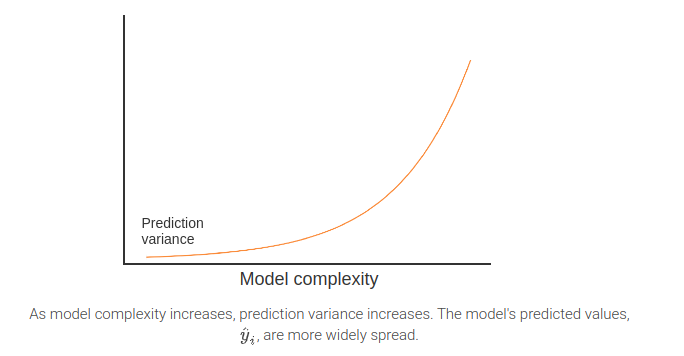 Prediction
variance
Model complexity
As model complexity increases, prediction variance increases. The model's predicted values,
ŷᵢ, are more widely spread.